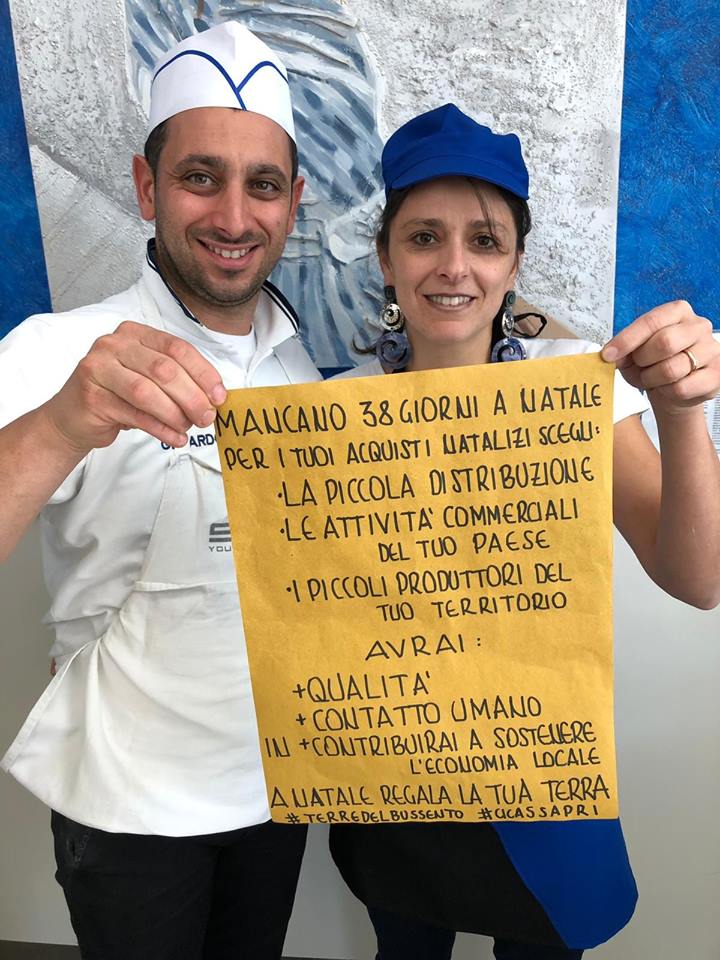 MANCANO 38 GIORNI A NATALE
PER I TUOI ACQUISTI NATALIZI SCEGLI:
·LA PICCOLA DISTRIBUZIONE
·LE ATTIVITA' COMMERCIALI
DEL TUO PAESE
·I PICCOLI PRODUTTORI DEL
TUO TERRITORIO
AVRAI:
+QUALITA'
+ CONTATTO UMANO
IN +CONTRIBUIRAI A SOSTENERE
L'ECONOMIA LOCALE
A NATALE REGALA LA TUA TERRA
#TERREDELBUSSENTO #CICASSAPRI
YOU